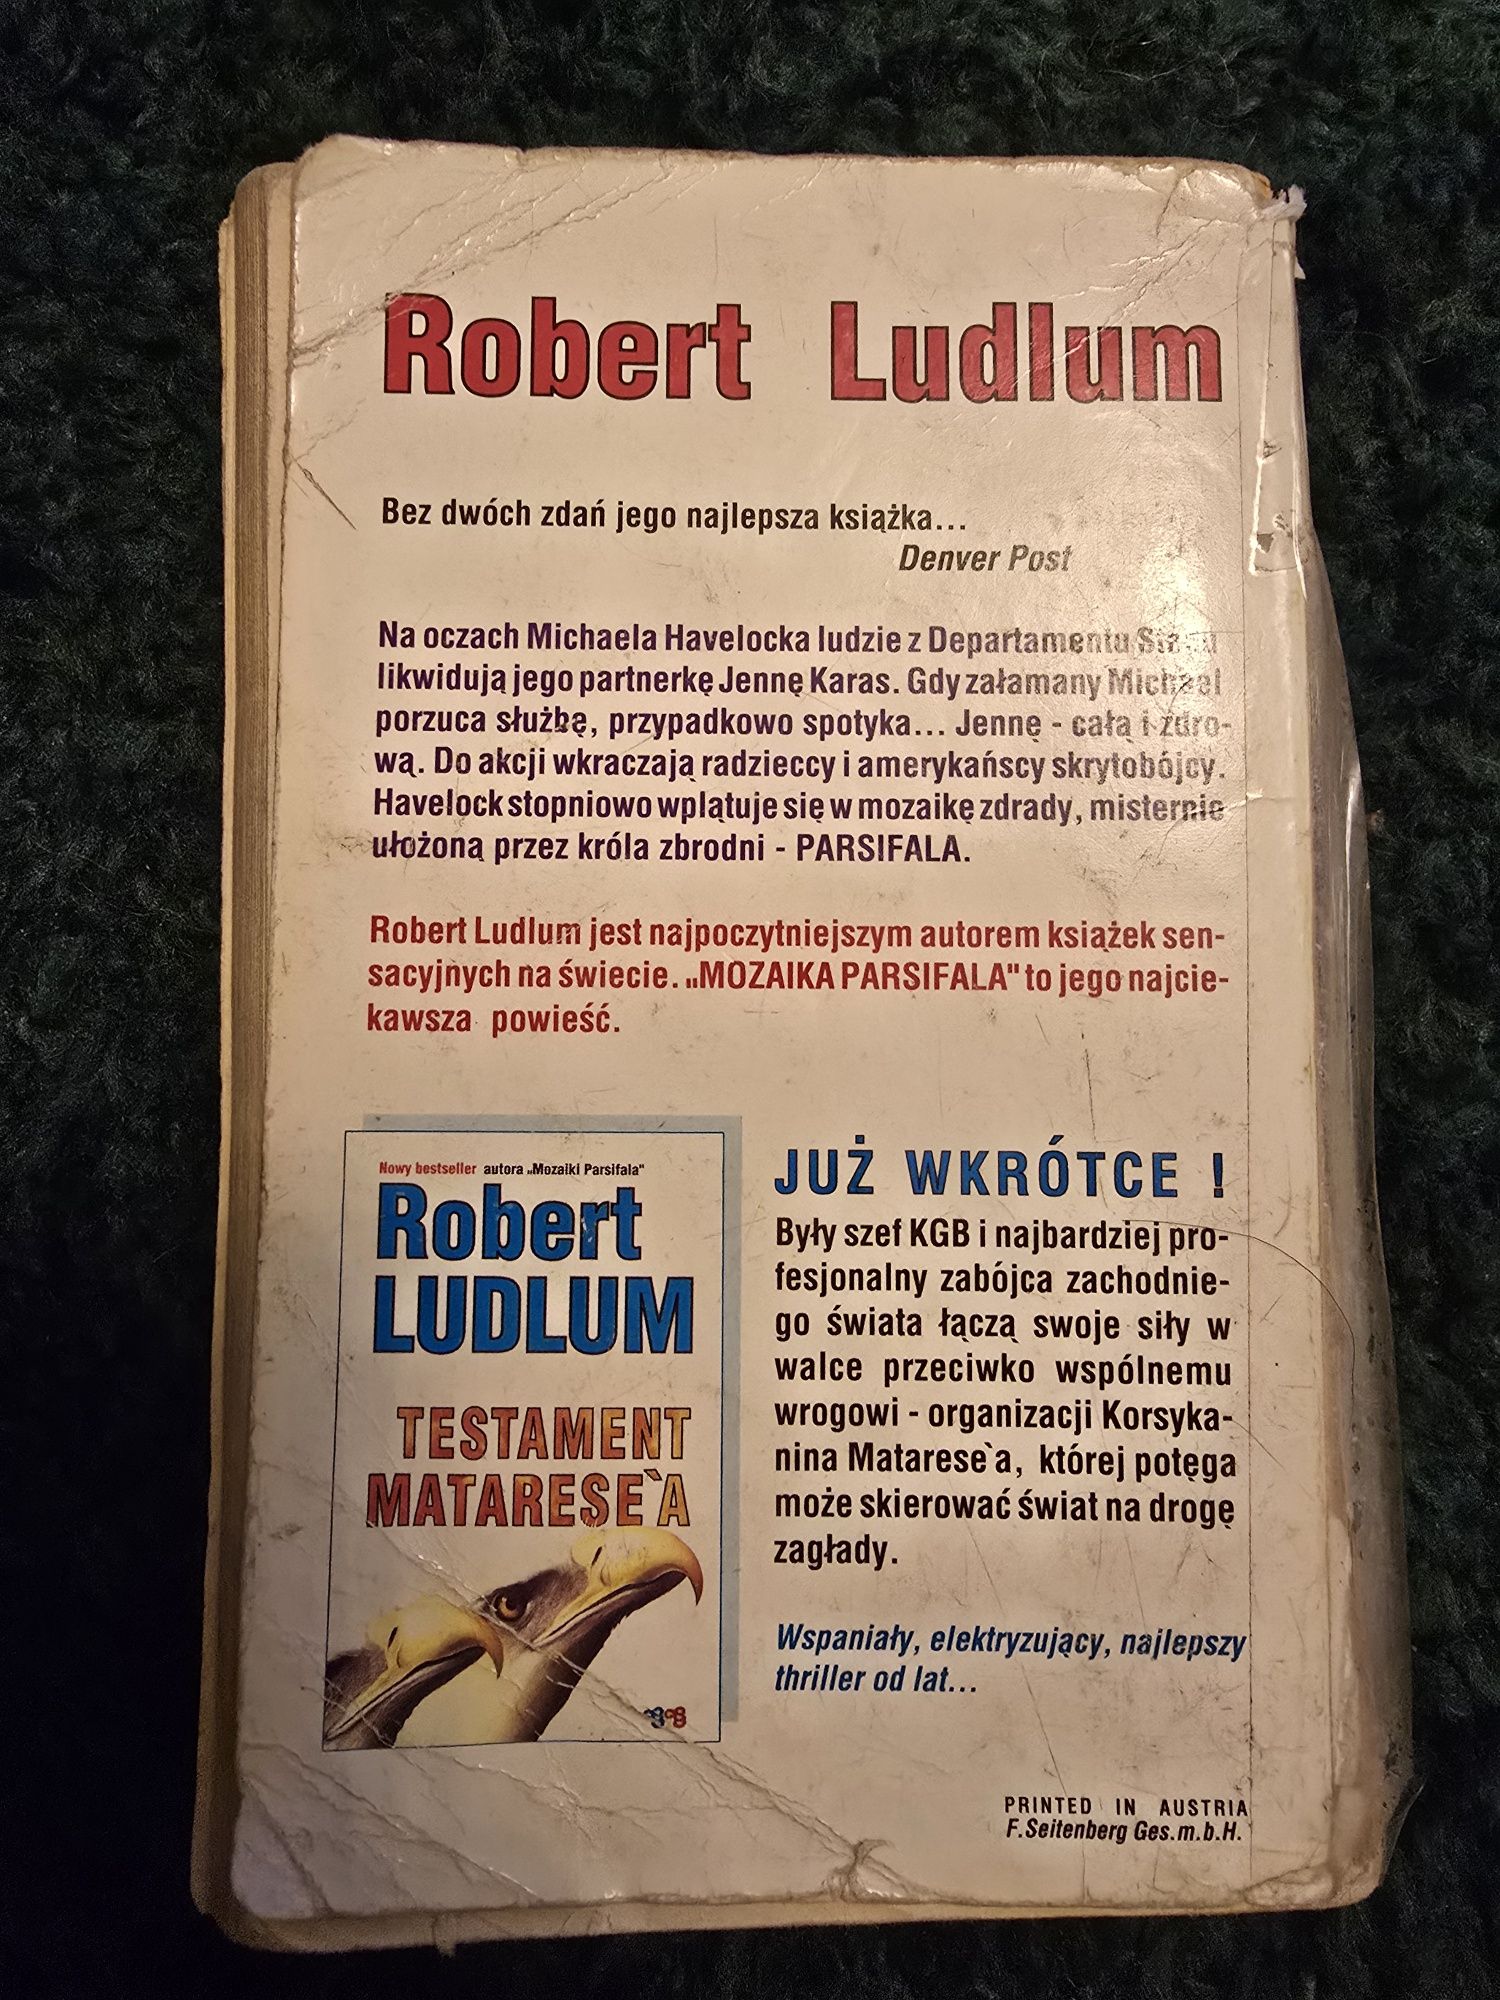 Robert Ludlum
Bez dwóch zdań jego najlepsza książka...
Denver Post
Na oczach Michaela Havelocka ludzie z Departamentu Stanu
likwidują jego partnerkę Jennę Karas. Gdy załamany Michael
porzuca służbę, przypadkowo spotyka... Jennę - całą i zdro-
wą. Do akcji wkraczają radzieccy i amerykańscy skrytobójcy.
Havelock stopniowo wplątuje się w mozaikę zdrady, misternie
ułożoną przez króla zbrodni - PARSIFALA.
Robert Ludlum jest najpoczytniejszym autorem książek sen-
sacyjnych na świecie. „MOZAIKA PARSIFALA" to jego najcie-
kawsza powieść.
Nowy bestseller autora „Mozaiki Parsifala"
Robert
LUDLUM
TESTAMENT
MATARESE`A
JUŻ WKRÓTCE !
Były szef KGB i najbardziej pro-
fesjonalny zabójca zachodnie-
go świata łączą swoje siły w
walce przeciwko wspólnemu
wrogowi - organizacji Korsyka-
nina Matarese`a, której potęga
może skierować świat na drogę
zagłady.
Wspaniały, elektryzujący, najlepszy
thriller od lat...
PRINTED IN AUSTRIA
F.Seitenberg Ges.m.b.H.